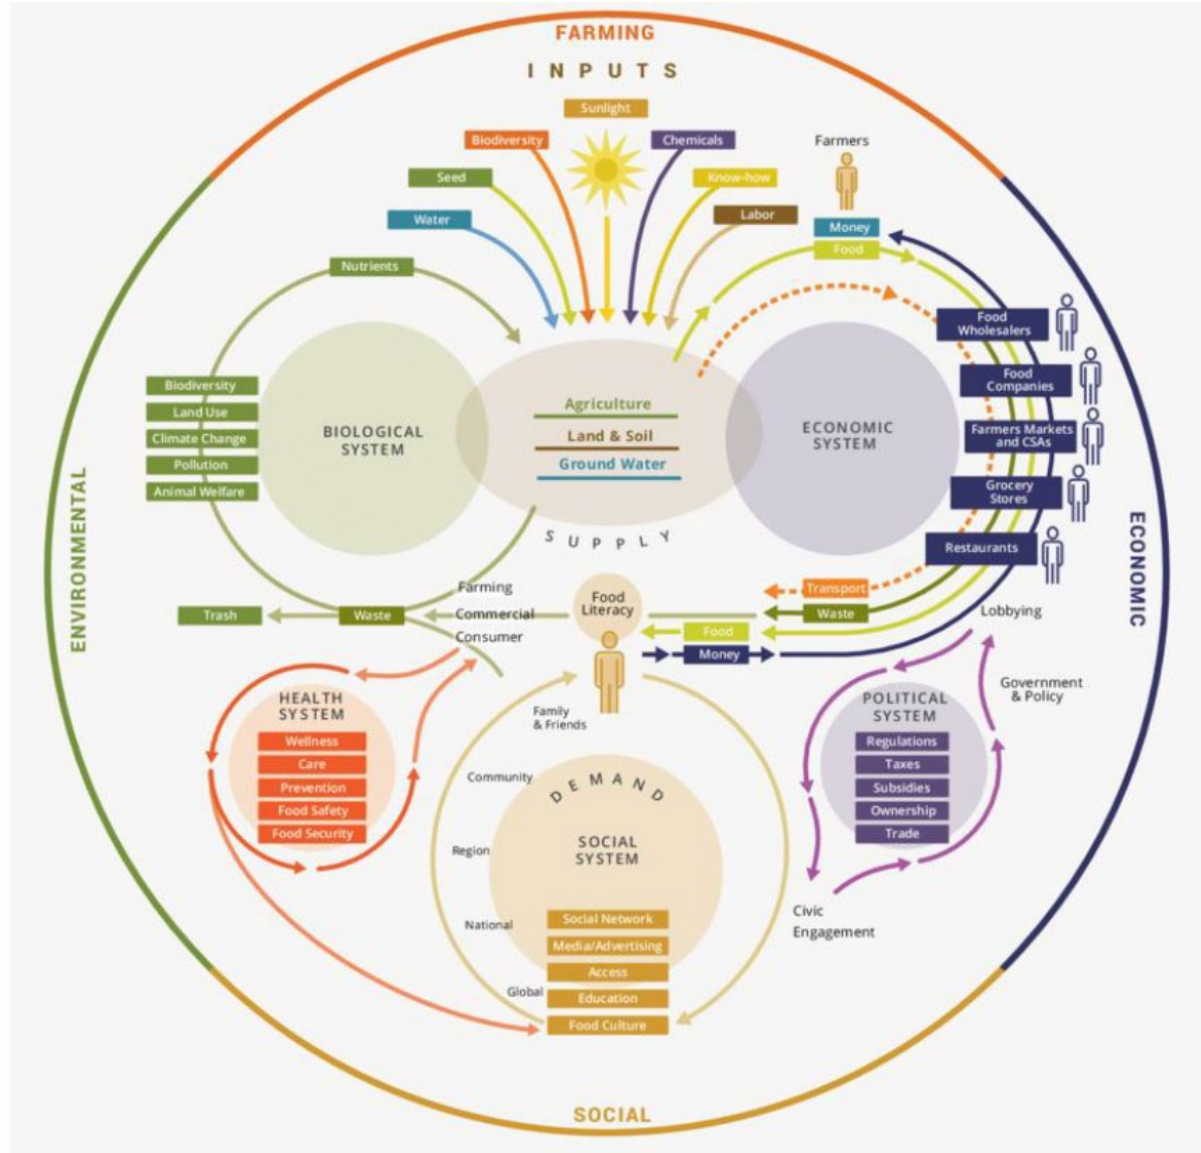 FARMING
INPUTS
Sunlight
Biodiversity
Chemicals
Farmers
Seed
Know-how
Water
Labor
Money
Food
Nutrients
Food
Wholesalers
Food
Companies
Farmers Markets
and CSAs
Grocery
Stores
Restaurants
Biodiversity
Land Use
Climate Change
Pollution
Animal Welfare
BIOLOGICAL
SYSTEM
Agriculture
Land & Soil
Ground Water
ECONOMIC
SYSTEM
SUPPLY
ENVIRONMENTAL
ECONOMIC
Farming
Commercial
Consumer
Trash
Waste
Food
Literacy
Transport
Waste
Food
Money
Lobbying
Government
& Policy
HEALTH
SYSTEM
Wellness
Care
Prevention
Food Safety
Food Security
Family
& Friends
Community
Region
National
Global
DEMAND
SOCIAL
SYSTEM
Social Network
Media/Advertising
Access
Education
Food Culture
POLITICAL
SYSTEM
Regulations
Taxes
Subsidies
Ownership
Trade
Civic
Engagement
SOCIAL